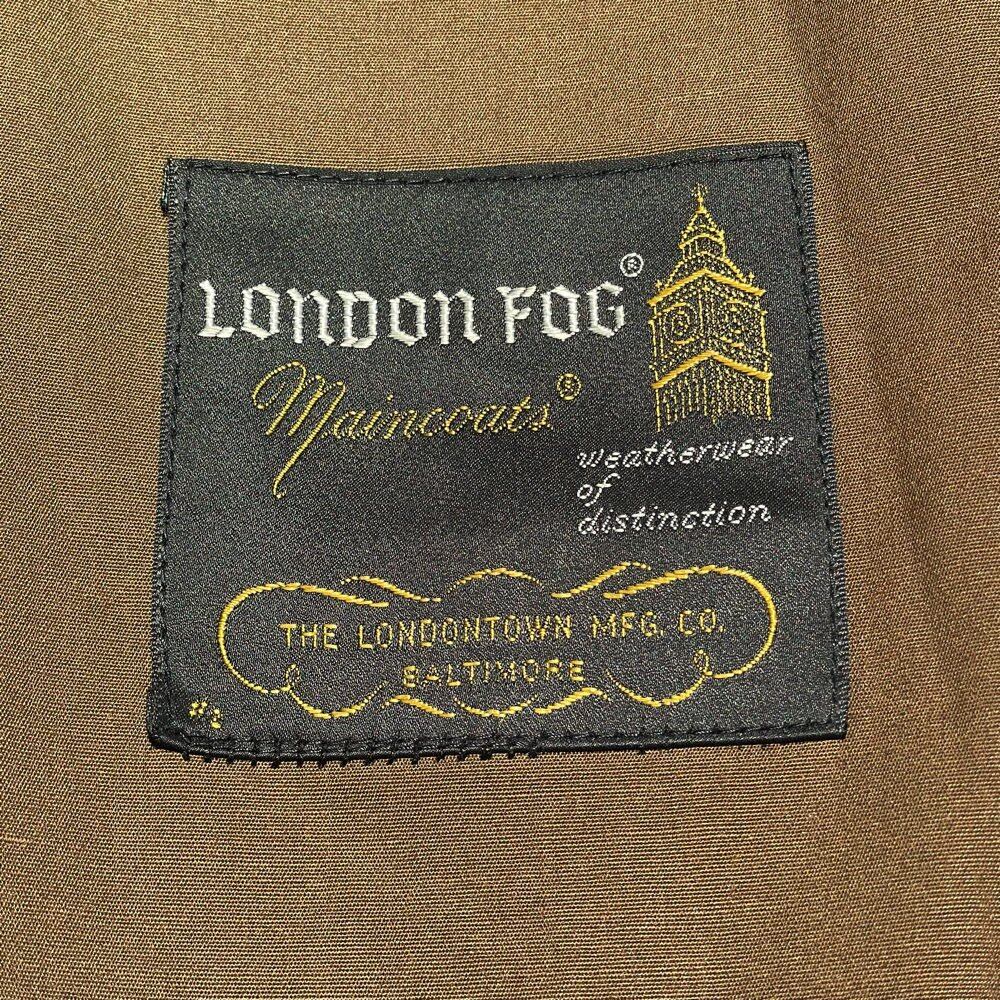 LONDON FOG®
Maincoats®
weatherwear
of
distinction
THE LONDONTOWN MFG. CO.
BALTIMORE